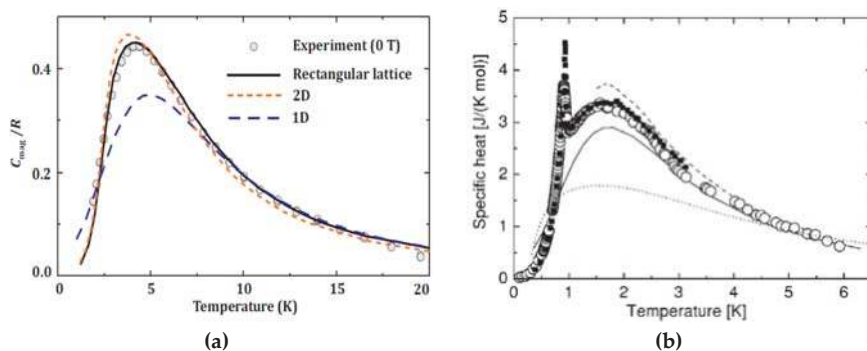 Experiment (0 T)
Rectangular lattice
2D
1D
C_mag/R
0.4
0.2
0.0
0 5 10 15 20
Temperature (K)
(a)
Specific heat [J/(K mol)]
5
4
3
2
1
0
0 1 2 3 4 5 6
Temperature [K]
(b)